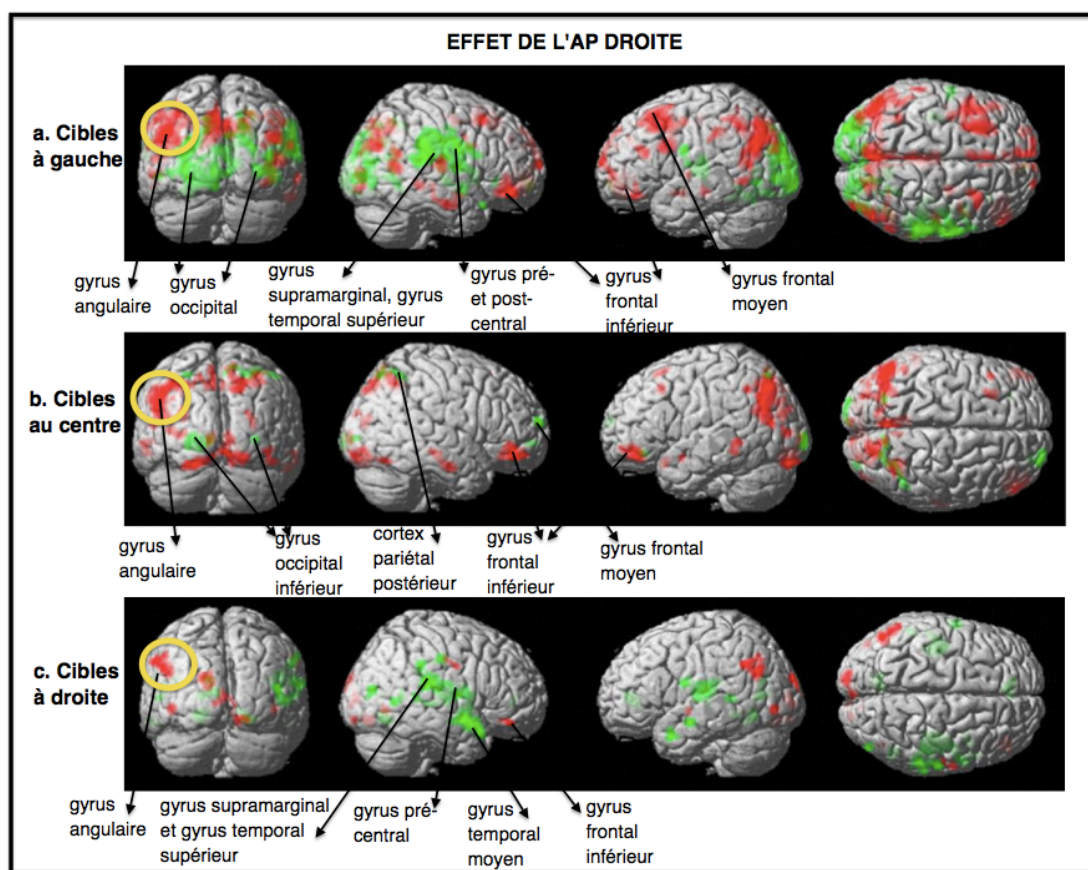 EFFET DE L'AP DROITE
a. Cibles
à gauche
gyrus
angulaire
gyrus
occipital
gyrus
supramarginal, gyrus
temporal supérieur
gyrus pré-
et post-
central
gyrus
frontal
inférieur
gyrus frontal
moyen
b. Cibles
au centre
gyrus
angulaire
gyrus
occipital
inférieur
cortex
pariétal
postérieur
gyrus
frontal
inférieur
gyrus frontal
moyen
c. Cibles
à droite
gyrus
angulaire
gyrus supramarginal
et gyrus temporal
supérieur
gyrus pré-
central
gyrus
temporal
moyen
gyrus
frontal
inférieur